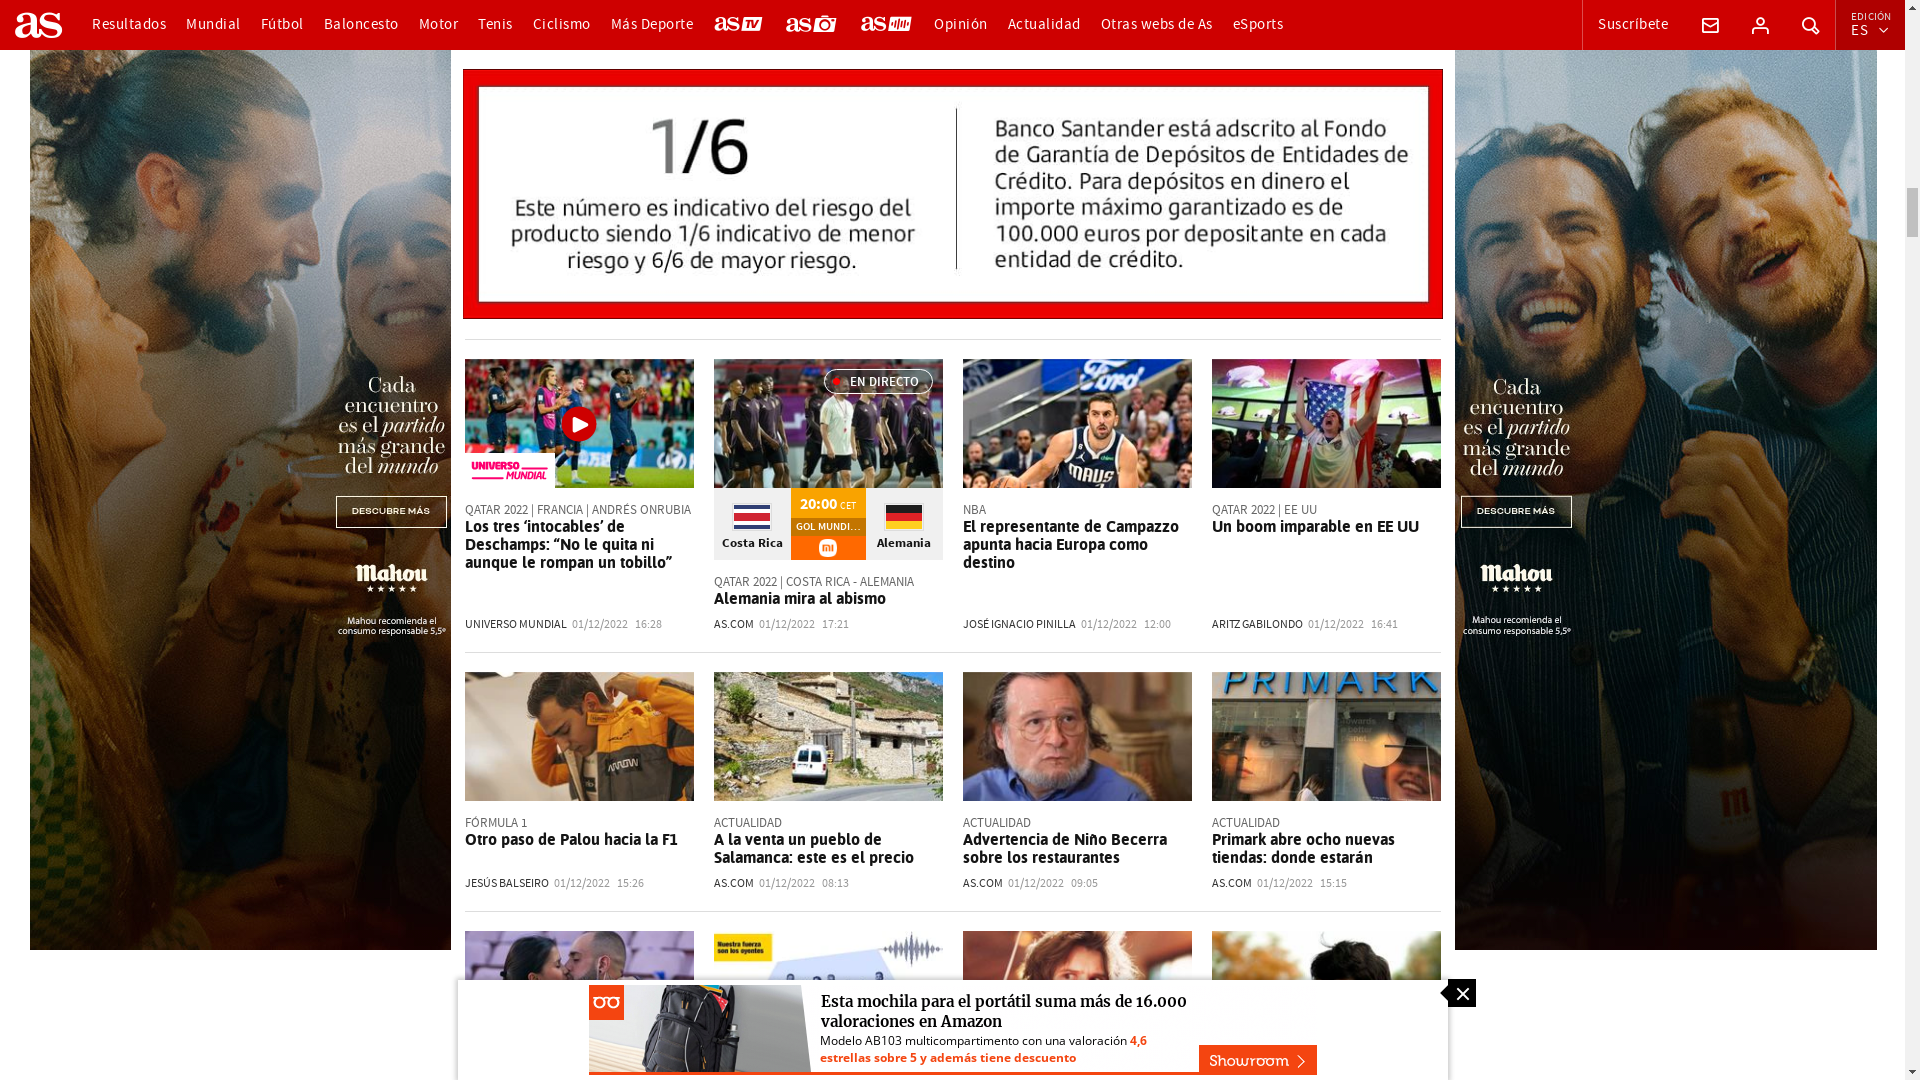 as
Resultados
Mundial
Fútbol
Baloncesto
Motor
Tenis
Ciclismo
Más Deporte
as TV
as
as
Opinión
Actualidad
Otras webs de As
eSports
Suscríbete
EDICIÓN
ES
1/6
Este número es indicativo del riesgo del
producto siendo 1/6 indicativo de menor
riesgo y 6/6 de mayor riesgo.
Banco Santander está adscrito al Fondo
de Garantía de Depósitos de Entidades de
Crédito. Para depósitos en dinero el
importe máximo garantizado es de
100.000 euros por depositante en cada
entidad de crédito.
Cada
encuentro
es el partido
más grande
del mundo
DESCUBRE MÁS
Mahou
Mahou recomienda el
consumo responsable 5,5º
Cada
encuentro
es el partido
más grande
del mundo
DESCUBRE MÁS
Mahou
Mahou recomienda el
consumo responsable 5,5º
UNIVERSO
MUNDIAL
QATAR 2022 | FRANCIA | ANDRÉS ONRUBIA
Los tres ‘intocables’ de
Deschamps: “No le quita ni
aunque le rompan un tobillo”
UNIVERSO MUNDIAL 01/12/2022 16:28
EN DIRECTO
Costa Rica
20:00 CET
GOL MUNDI...
mi
Alemania
QATAR 2022 | COSTA RICA - ALEMANIA
Alemania mira al abismo
AS.COM 01/12/2022 17:21
Ford
MAVS
NBA
El representante de Campazzo
apunta hacia Europa como
destino
JOSÉ IGNACIO PINILLA 01/12/2022 12:00
QATAR 2022 | EE UU
Un boom imparable en EE UU
ARITZ GABILONDO 01/12/2022 16:41
ARROW
FÓRMULA 1
Otro paso de Palou hacia la F1
JESÚS BALSEIRO 01/12/2022 15:26
ACTUALIDAD
A la venta un pueblo de
Salamanca: este es el precio
AS.COM 01/12/2022 08:13
ACTUALIDAD
Advertencia de Niño Becerra
sobre los restaurantes
AS.COM 01/12/2022 09:05
PRIMARK
ACTUALIDAD
Primark abre ocho nuevas
tiendas: donde estarán
AS.COM 01/12/2022 15:15
Nuestra fuerza
son los oyentes
Esta mochila para el portátil suma más de 16.000
valoraciones en Amazon
Modelo AB103 multicompartimento con una valoración 4,6
estrellas sobre 5 y además tiene descuento
Showroom